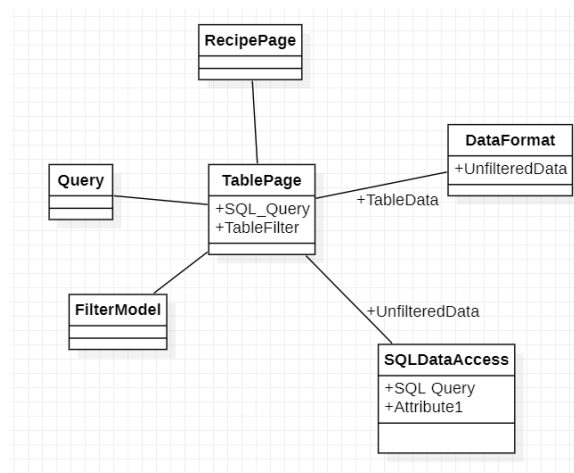 RecipePage
DataFormat
+UnfilteredData
Query
TablePage
+SQL_Query
+TableFilter
+TableData
FilterModel
+UnfilteredData
SQLDataAccess
+SQL Query
+Attribute1